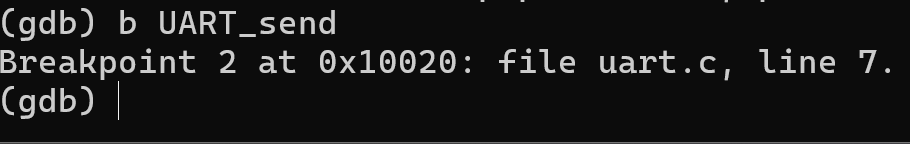 (gdb) b UART_send
Breakpoint 2 at 0x10020: file uart.c, line 7.
(gdb)